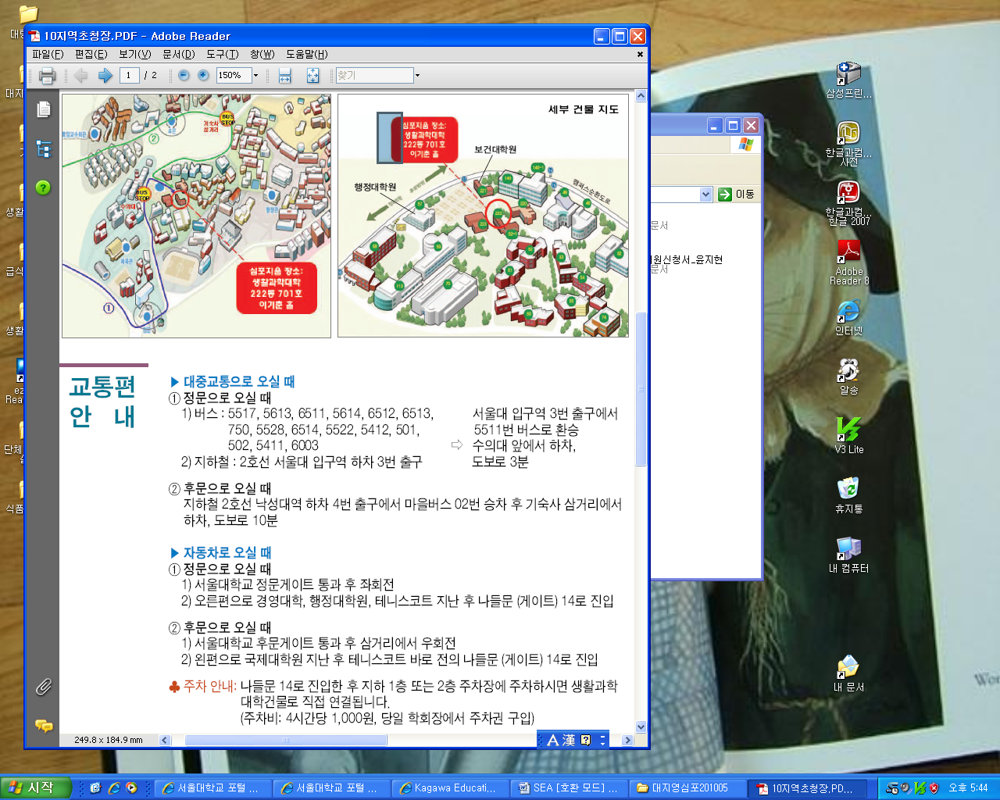 10지역초청장.PDF - Adobe Reader
파일(F) 편집(E) 보기(V) 문서(D) 도구(T) 창(W) 도움말(H)
1 / 2 150% 찾기
기숙사
삼거리
BUS
STOP
②
BUS
STOP
수의대
①
심포지움 장소:
생활과학대학
222동 701호
이기춘 홀
세부 건물 지도
심포지움 장소:
생활과학대학
222동 701호
이기춘 홀
보건대학원
행정대학원
캠퍼스순환도로
222
교통편
안 내
▶ 대중교통으로 오실 때
① 정문으로 오실 때
1) 버스 : 5517, 5613, 6511, 5614, 6512, 6513,
750, 5528, 6514, 5522, 5412, 501,
502, 5411, 6003
2) 지하철 : 2호선 서울대 입구역 하차 3번 출구
⇨
서울대 입구역 3번 출구에서
5511번 버스로 환승
수의대 앞에서 하차,
도보로 3분
② 후문으로 오실 때
지하철 2호선 낙성대역 하차 4번 출구에서 마을버스 02번 승차 후 기숙사 삼거리에서
하차, 도보로 10분
▶ 자동차로 오실 때
① 정문으로 오실 때
1) 서울대학교 정문게이트 통과 후 좌회전
2) 오른편으로 경영대학, 행정대학원, 테니스코트 지난 후 나들문 (게이트) 14로 진입
② 후문으로 오실 때
1) 서울대학교 후문게이트 통과 후 삼거리에서 우회전
2) 왼편으로 국제대학원 지난 후 테니스코트 바로 전의 나들문 (게이트) 14로 진입
♣ 주차 안내: 나들문 14로 진입한 후 지하 1층 또는 2층 주차장에 주차하시면 생활과학
대학건물로 직접 연결됩니다.
(주차비: 4시간당 1,000원, 당일 학회장에서 주차권 구입)
249.8 x 184.9 mm
A 漢
이동
문서
원신청서_윤지현
문서
삼성프린...
한글과컴...
사전
한글과컴...
한글 2007
Adobe
Reader 8
인터넷
알송
V3 Lite
휴지통
내 컴퓨터
내 문서
Wor
시작
서울대학교 포털 ...
서울대학교 포털 ...
Kagawa Educati...
SEA [호환 모드] ...
대지영심포201005
10지역초청장.PD...
오후 5:44